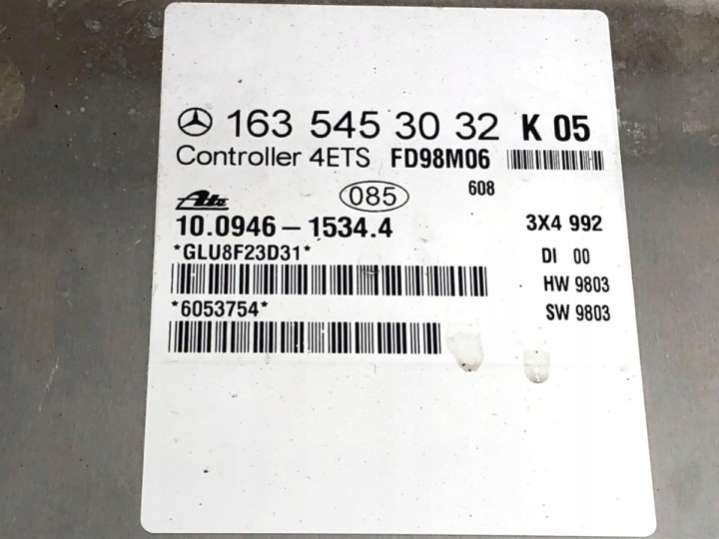 163 545 30 32 K 05
Controller 4ETS FD98M06
Ate 085 608
10.0946-1534.4 3X4 992
*GLU8F23D31* DI 00
HW 9803
*6053754* SW 9803